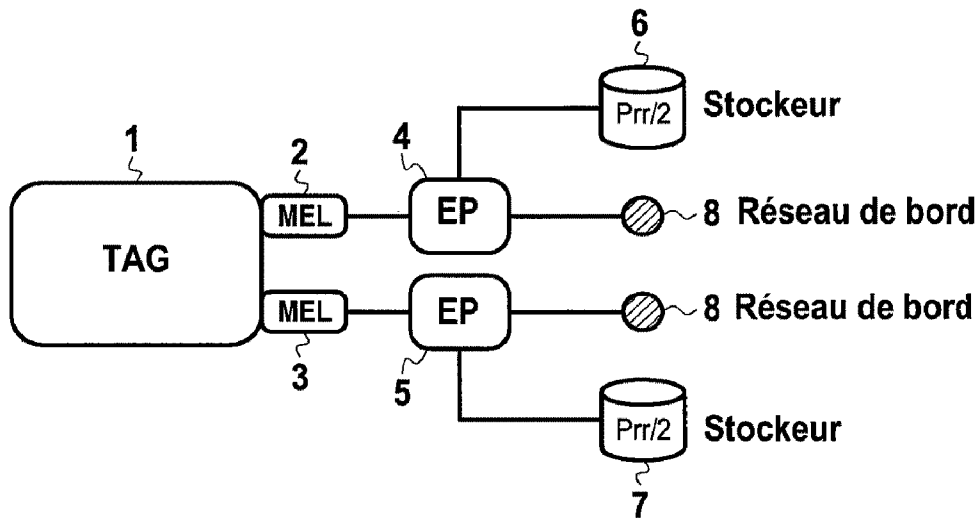 6
Prr/2 Stockeur
1
2
4
MEL
EP
8 Réseau de bord
TAG
MEL
EP
8 Réseau de bord
3
5
Prr/2 Stockeur
7